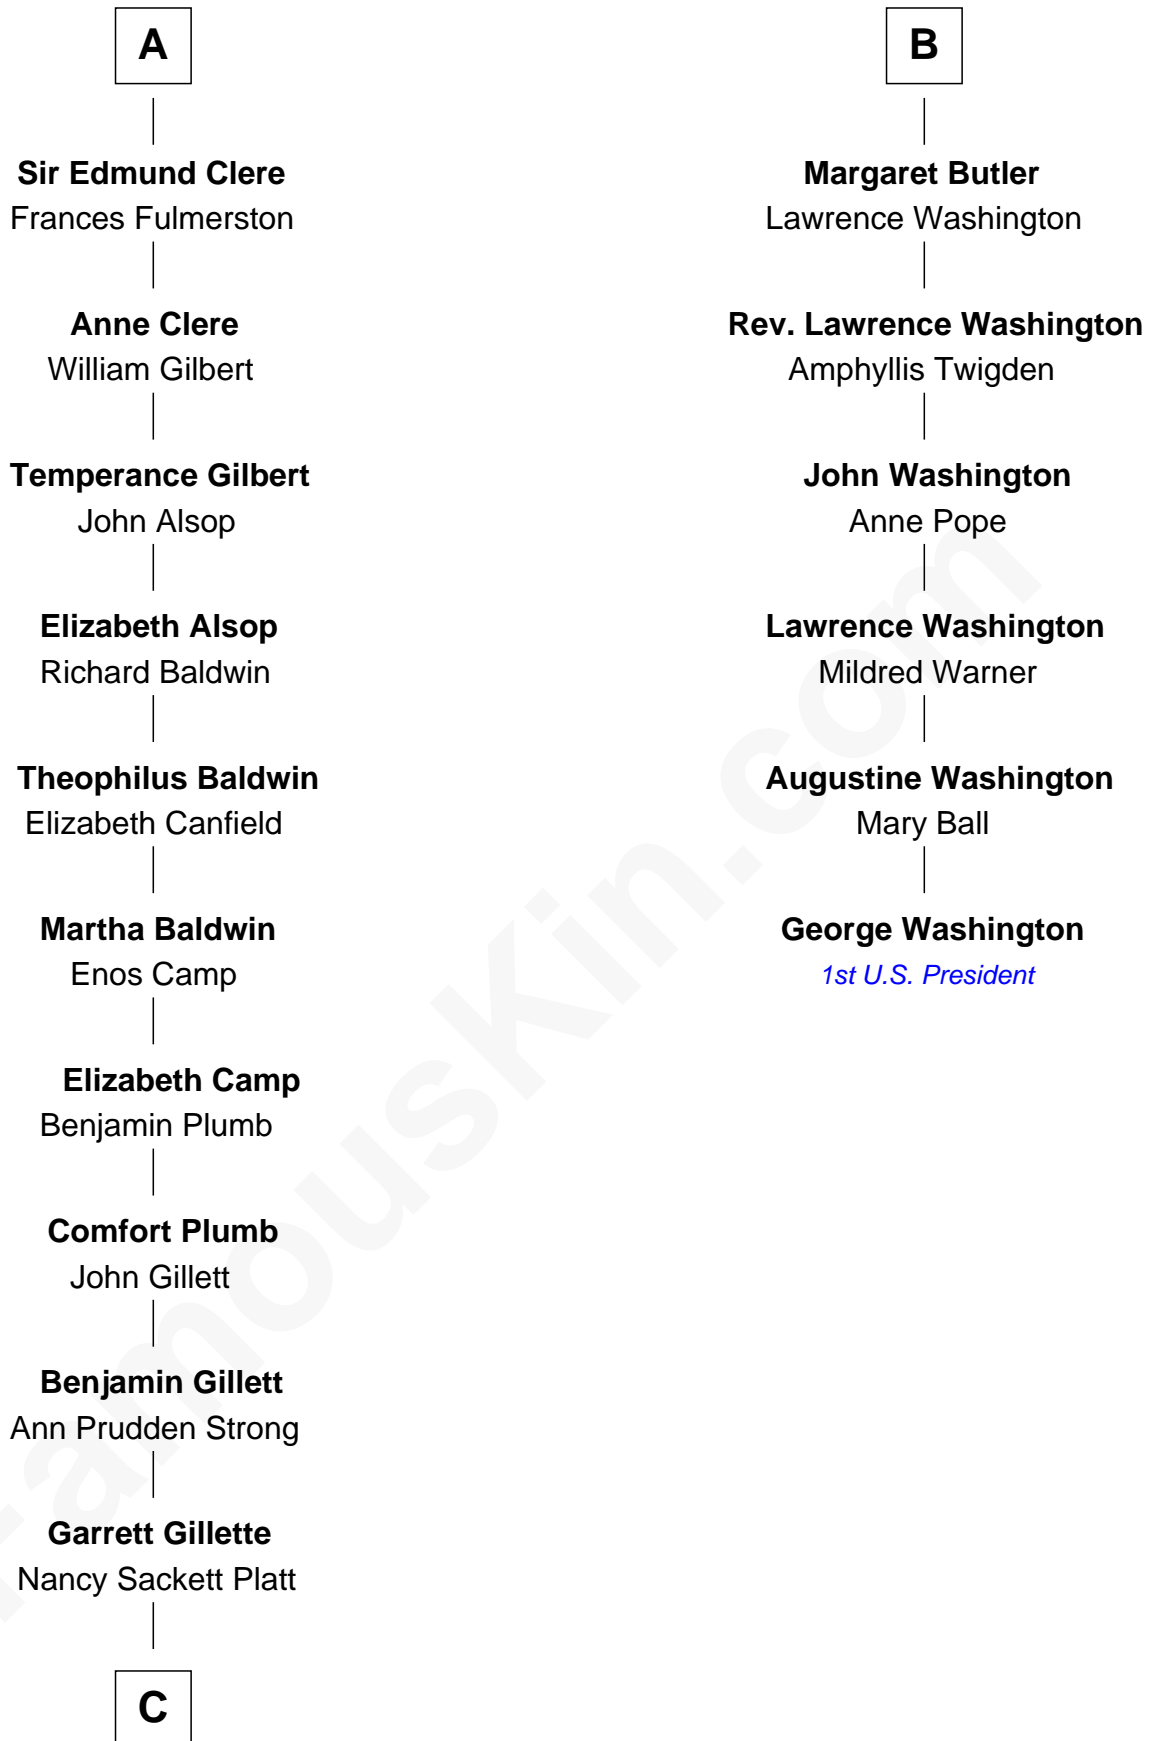 A
Sir Edmund Clere
Frances Fulmerston
Anne Clere
William Gilbert
Temperance Gilbert
John Alsop
Elizabeth Alsop
Richard Baldwin
Theophilus Baldwin
Elizabeth Canfield
Martha Baldwin
Enos Camp
Elizabeth Camp
Benjamin Plumb
Comfort Plumb
John Gillett
Benjamin Gillett
Ann Prudden Strong
Garrett Gillette
Nancy Sackett Platt
C
B
Margaret Butler
Lawrence Washington
Rev. Lawrence Washington
Amphyllis Twigden
John Washington
Anne Pope
Lawrence Washington
Mildred Warner
Augustine Washington
Mary Ball
George Washington
1st U.S. President
FamousKin.com